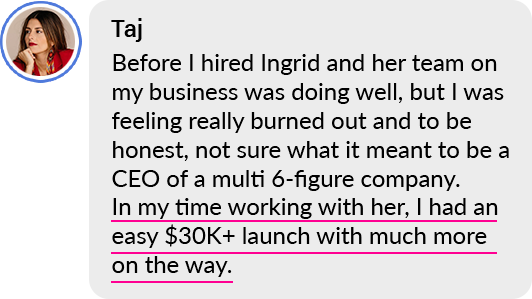 Taj
Before I hired Ingrid and her team on
my business was doing well, but I was
feeling really burned out and to be
honest, not sure what it meant to be a
CEO of a multi 6-figure company.
In my time working with her, I had an
easy $30K+ launch with much more
on the way.